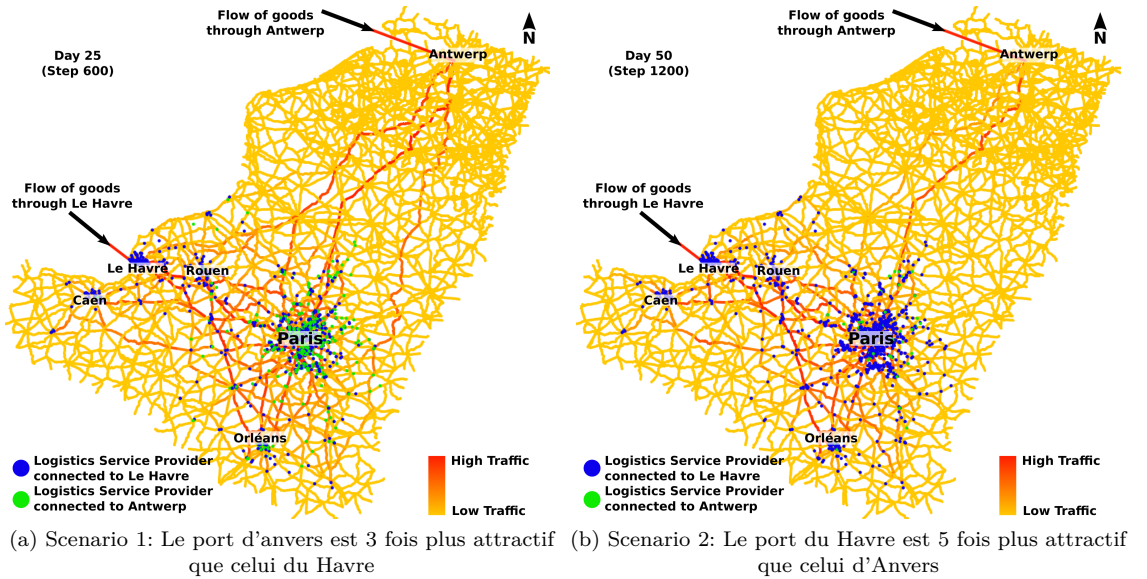 Flow of goods
through Antwerp
N
Day 25
(Step 600)
Antwerp
Flow of goods
through Le Havre
Le Havre
Rouen
Caen
Paris
Orléans
Logistics Service Provider
connected to Le Havre
Logistics Service Provider
connected to Antwerp
High Traffic
Low Traffic
(a) Scenario 1: Le port d'anvers est 3 fois plus attractif
que celui du Havre
Flow of goods
through Antwerp
N
Day 50
(Step 1200)
Antwerp
Flow of goods
through Le Havre
Le Havre
Rouen
Caen
Paris
Orléans
Logistics Service Provider
connected to Le Havre
Logistics Service Provider
connected to Antwerp
High Traffic
Low Traffic
(b) Scenario 2: Le port du Havre est 5 fois plus attractif
que celui d'Anvers